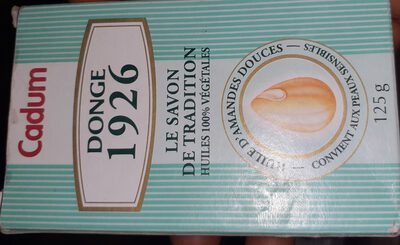 Cadum
DONGE
1926
LE SAVON
DE TRADITION
HUILES 100% VÉGÉTALES
HUILE D'AMANDES DOUCES
CONVIENT AUX PEAUX SENSIBLES
125 g